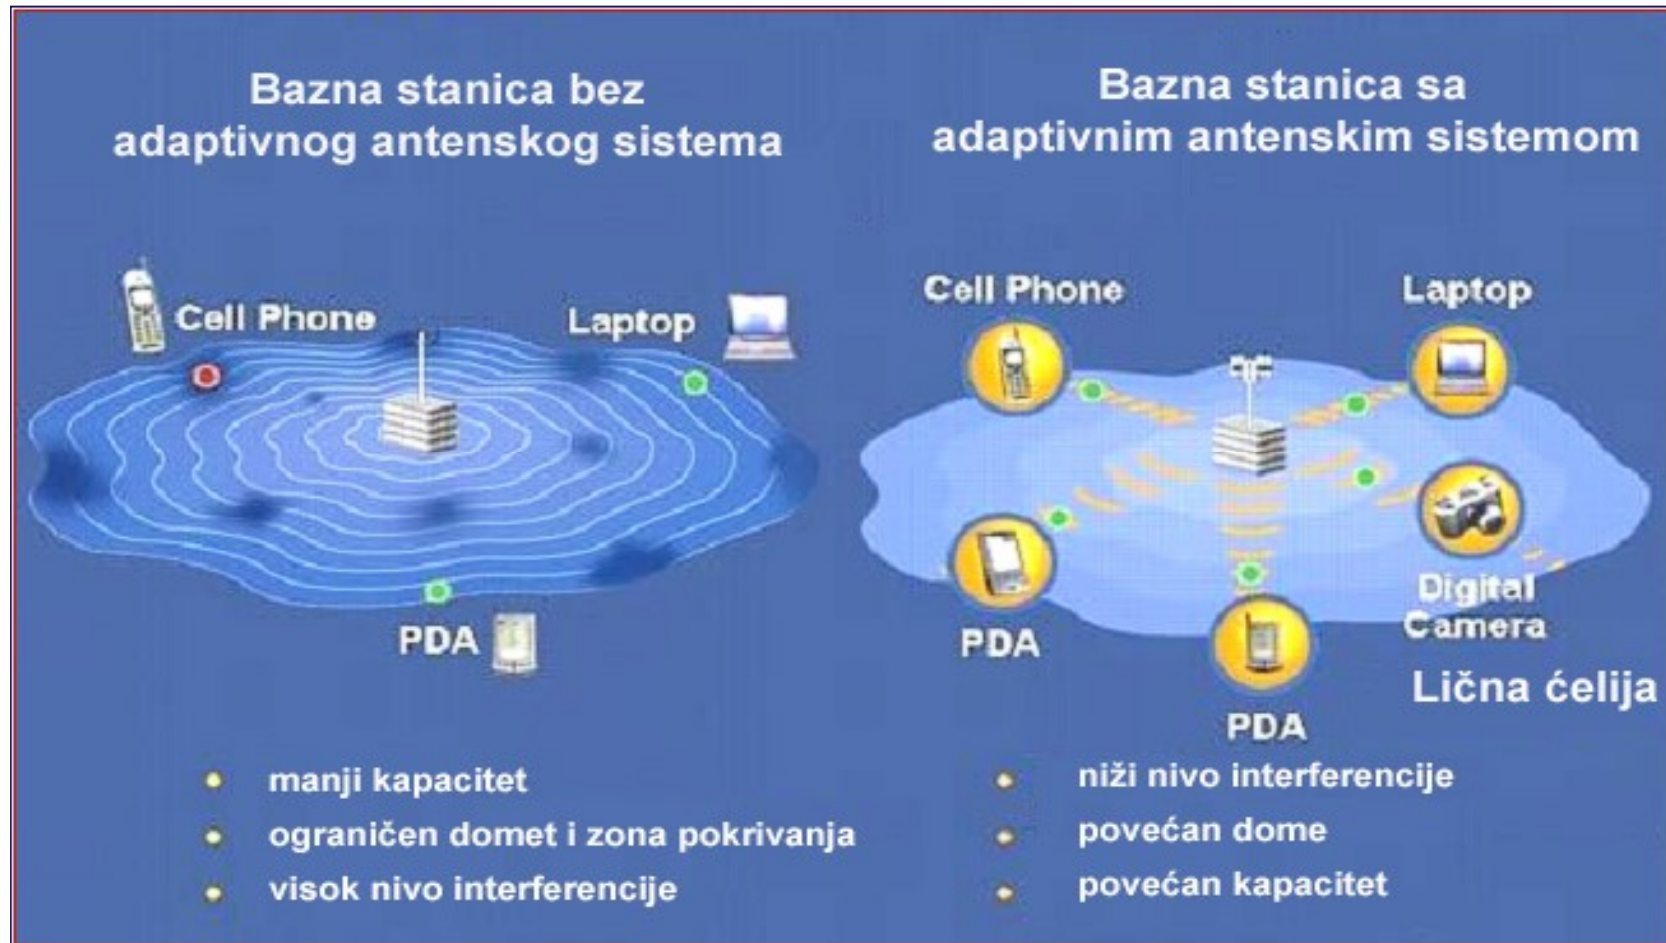 Bazna stanica bez
adaptivnog antenskog sistema
Cell Phone
Laptop
PDA
manji kapacitet
ograničen domet i zona pokrivanja
visok nivo interferencije
Bazna stanica sa
adaptivnim antenskim sistemom
Cell Phone
Laptop
PDA
PDA
Digital
Camera
Lična ćelija
niži nivo interferencije
povećan dome
povećan kapacitet